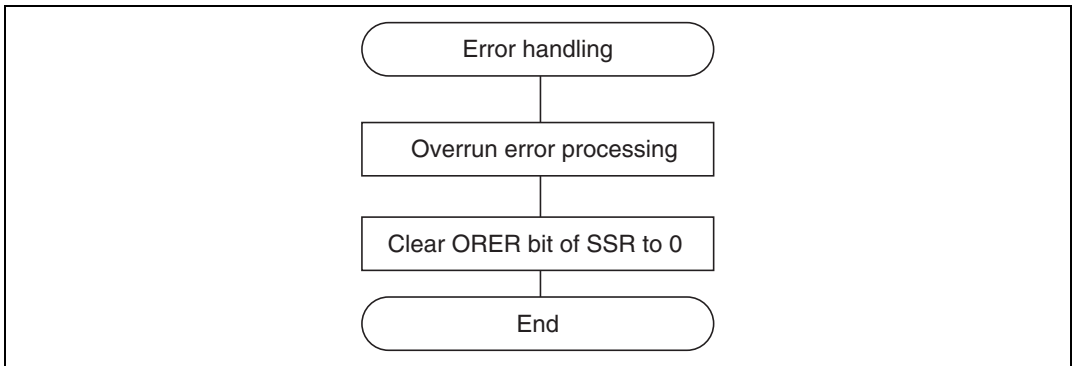 Error handling
Overrun error processing
Clear ORER bit of SSR to 0
End